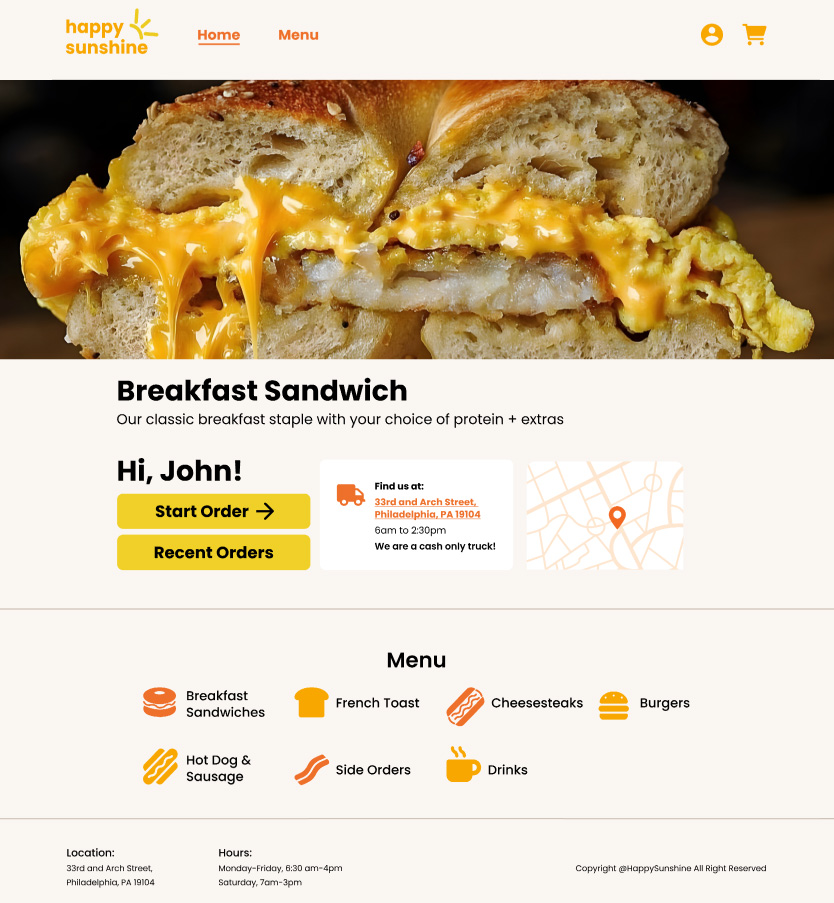 happy
sunshine
Home
Menu
Breakfast Sandwich
Our classic breakfast staple with your choice of protein + extras
Hi, John!
Start Order
Recent Orders
Find us at:
33rd and Arch Street,
Philadelphia, PA 19104
6am to 2:30pm
We are a cash only truck!
Menu
Breakfast
Sandwiches
French Toast
Cheesesteaks
Burgers
Hot Dog &
Sausage
Side Orders
Drinks
Location:
33rd and Arch Street,
Philadelphia, PA 19104
Hours:
Monday-Friday, 6:30 am-4pm
Saturday, 7am-3pm
Copyright @HappySunshine All Right Reserved